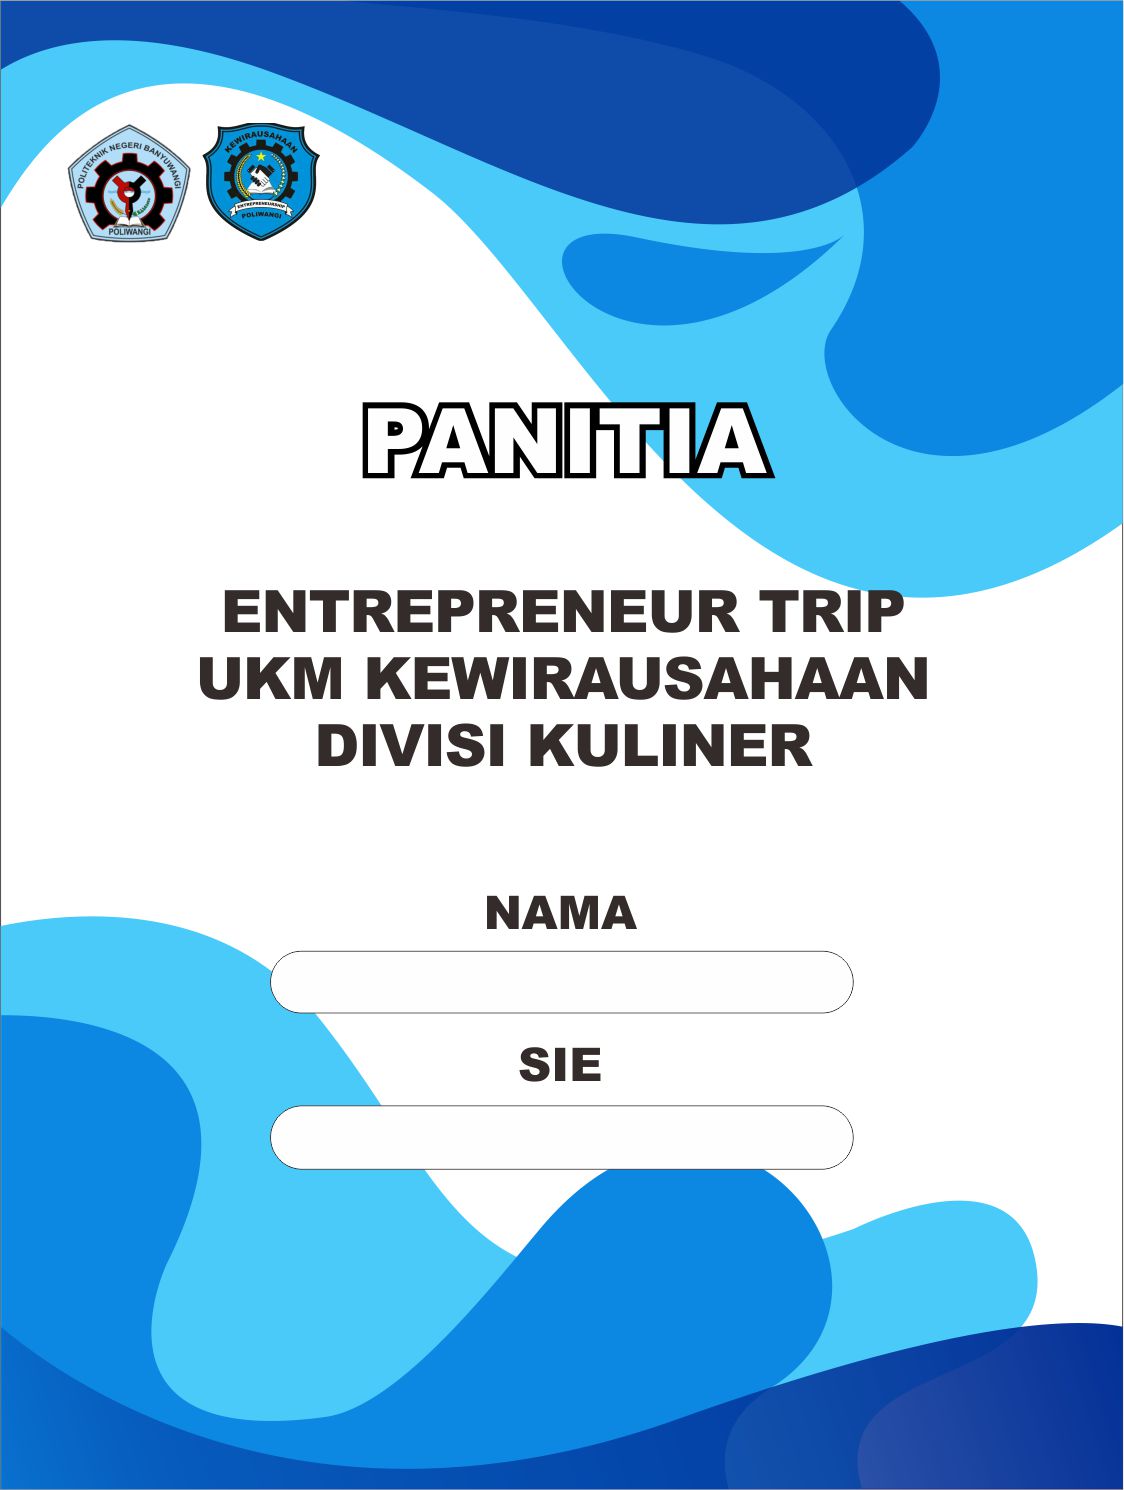 POLITEKNIK NEGERI BANYUWANGI
POLIWANGI
KEWIRAUSAHAAN
ENTREPRENEURSHIP
POLIWANGI
PANITIA
ENTREPRENEUR TRIP
UKM KEWIRAUSAHAAN
DIVISI KULINER
NAMA
SIE